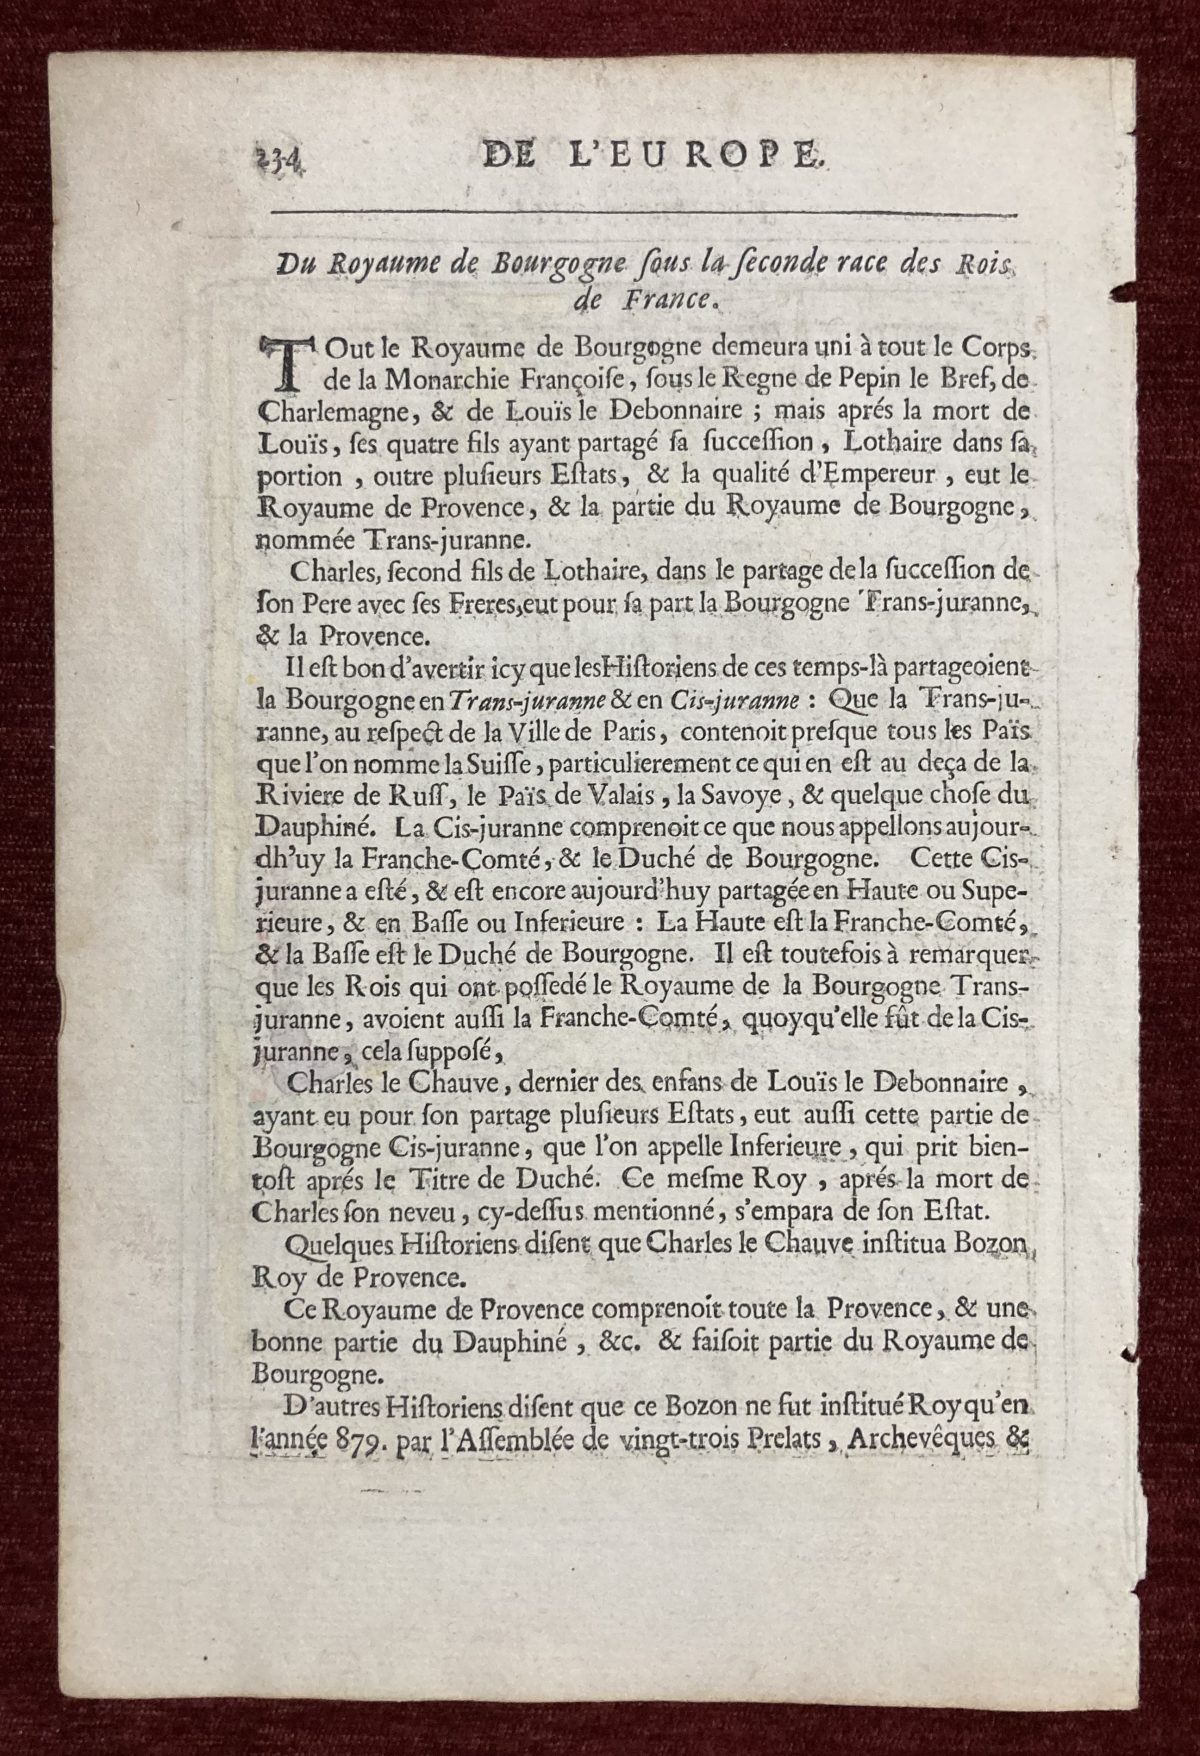 234 DE L'EUROPE.
Du Royaume de Bourgogne ſous la ſeconde race des Rois
de France.
TOut le Royaume de Bourgogne demeura uni à tout le Corps
de la Monarchie Françoiſe, ſous le Regne de Pepin le Bref, de
Charlemagne, & de Louïs le Debonnaire ; mais aprés la mort de
Louïs, ſes quatre fils ayant partagé ſa ſucceſſion, Lothaire dans ſa
portion, outre pluſieurs Eſtats, & la qualité d'Empereur, eut le
Royaume de Provence, & la partie du Royaume de Bourgogne,
nommée Trans-juranne.
Charles, ſecond fils de Lothaire, dans le partage de la ſucceſſion de
ſon Pere avec ſes Freres, eut pour ſa part la Bourgogne Trans-juranne,
& la Provence.
Il eſt bon d'avertir icy que les Hiſtoriens de ces temps-là partageoient
la Bourgogne en Trans-juranne & en Cis-juranne : Que la Trans-ju-
ranne, au reſpect de la Ville de Paris, contenoit preſque tous les Païs
que l'on nomme la Suiſſe, particulierement ce qui en eſt au deça de la
Riviere de Ruſſ, le Païs de Valais, la Savoye, & quelque choſe du
Dauphiné. La Cis-juranne comprenoit ce que nous appellons aujour-
dh'uy la Franche-Comté, & le Duché de Bourgogne. Cette Cis-
juranne a eſté, & eſt encore aujourd'huy partagée en Haute ou Supe-
rieure, & en Baſſe ou Inferieure : La Haute eſt la Franche-Comté,
& la Baſſe eſt le Duché de Bourgogne. Il eſt toutefois à remarquer
que les Rois qui ont poſſedé le Royaume de la Bourgogne Trans-
juranne, avoient auſſi la Franche-Comté, quoyqu'elle fût de la Cis-
juranne, cela ſuppoſé,
Charles le Chauve, dernier des enfans de Louïs le Debonnaire,
ayant eu pour ſon partage pluſieurs Eſtats, eut auſſi cette partie de
Bourgogne Cis-juranne, que l'on appelle Inferieure, qui prit bien-
toſt aprés le Titre de Duché. Ce meſme Roy, aprés la mort de
Charles ſon neveu, cy-deſſus mentionné, s'empara de ſon Eſtat.
Quelques Hiſtoriens diſent que Charles le Chauve inſtitua Bozon
Roy de Provence.
Ce Royaume de Provence comprenoit toute la Provence, & une
bonne partie du Dauphiné, &c. & faiſoit partie du Royaume de
Bourgogne.
D'autres Hiſtoriens diſent que ce Bozon ne fut inſtitué Roy qu'en
l'année 879. par l'Aſſemblée de vingt-trois Prelats, Archevêques &